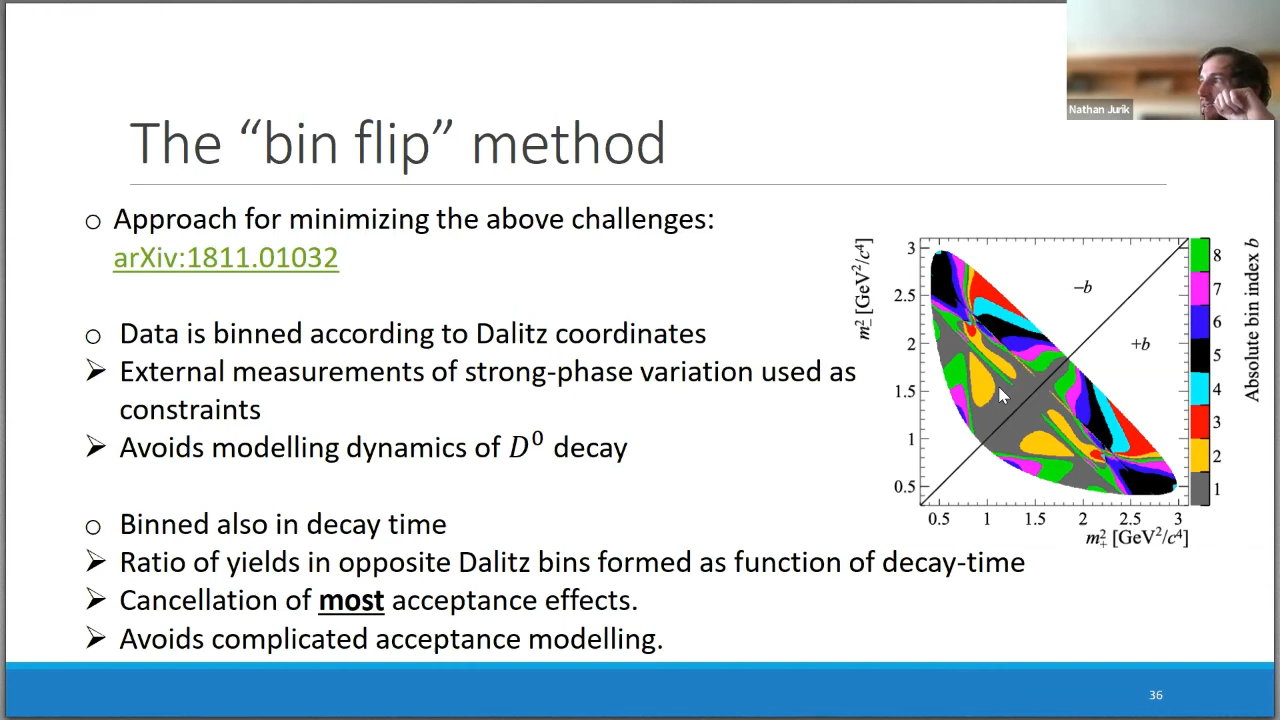 Nathan Jurik
The “bin flip” method
o Approach for minimizing the above challenges:
arXiv:1811.01032
o Data is binned according to Dalitz coordinates
➢ External measurements of strong-phase variation used as
constraints
➢ Avoids modelling dynamics of D⁰ decay
o Binned also in decay time
➢ Ratio of yields in opposite Dalitz bins formed as function of decay-time
➢ Cancellation of most acceptance effects.
➢ Avoids complicated acceptance modelling.
m²₋ [GeV²/c⁴]
3
2.5
2
1.5
1
0.5
−b
+b
0.5 1 1.5 2 2.5 3
m²₊ [GeV²/c⁴]
8
7
6
5
4
3
2
1
Absolute bin index b
36